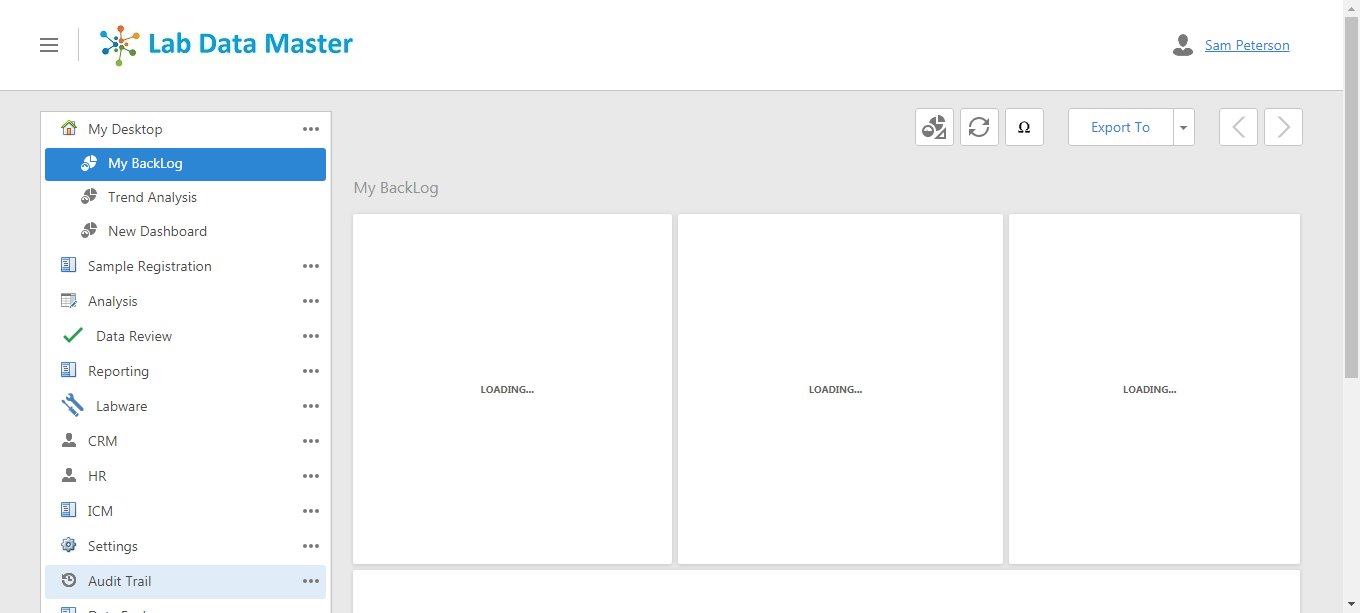 Lab Data Master
Sam Peterson
My Desktop
My BackLog
Trend Analysis
New Dashboard
Sample Registration
Analysis
Data Review
Reporting
Labware
CRM
HR
ICM
Settings
Audit Trail
Ω
Export To
My BackLog
LOADING...
LOADING...
LOADING...